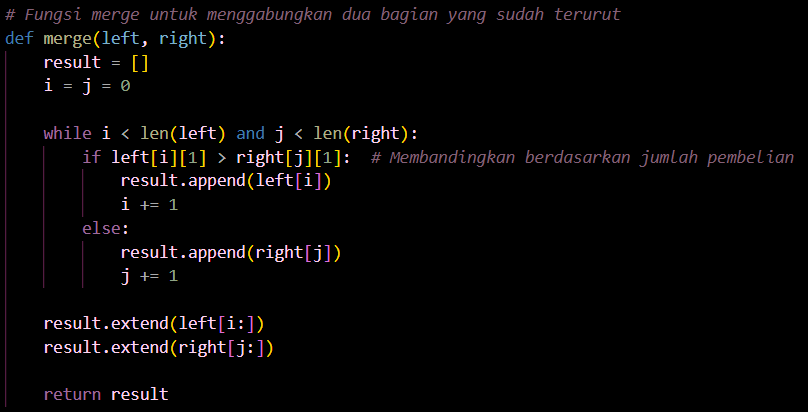 # Fungsi merge untuk menggabungkan dua bagian yang sudah terurut
def merge(left, right):
    result = []
    i = j = 0

    while i < len(left) and j < len(right):
        if left[i][1] > right[j][1]:  # Membandingkan berdasarkan jumlah pembelian
            result.append(left[i])
            i += 1
        else:
            result.append(right[j])
            j += 1

    result.extend(left[i:])
    result.extend(right[j:])

    return result